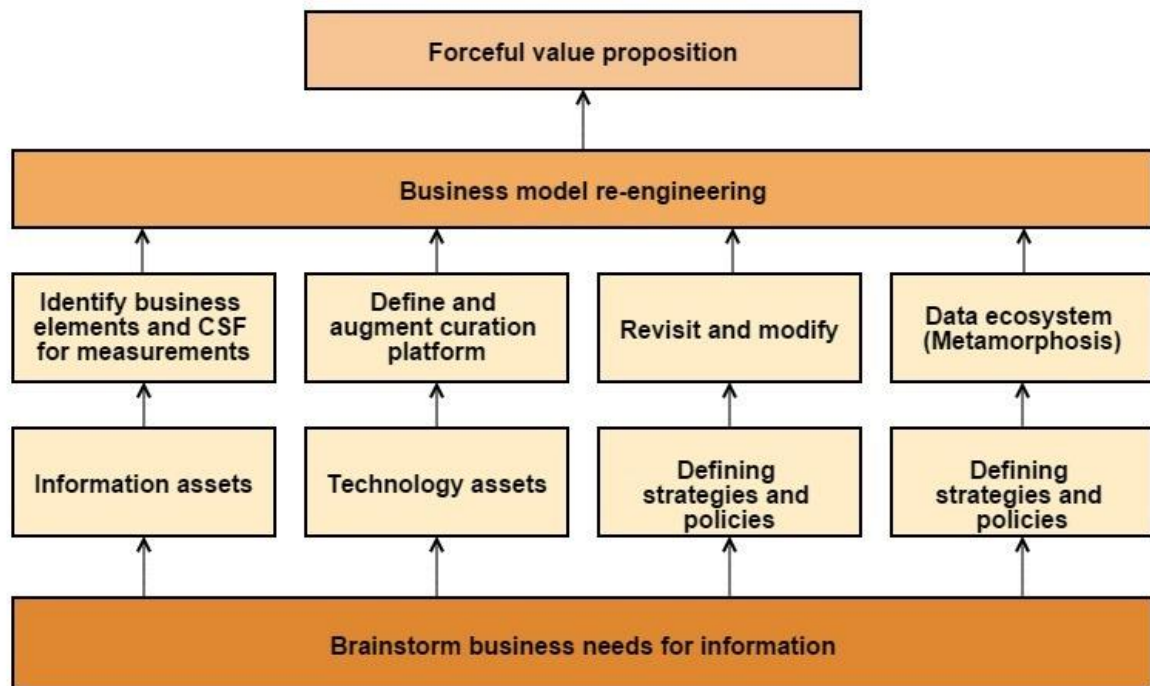 Forceful value proposition
Business model re-engineering
Identify business
elements and CSF
for measurements
Define and
augment curation
platform
Revisit and modify
Data ecosystem
(Metamorphosis)
Information assets
Technology assets
Defining
strategies and
policies
Defining
strategies and
policies
Brainstorm business needs for information